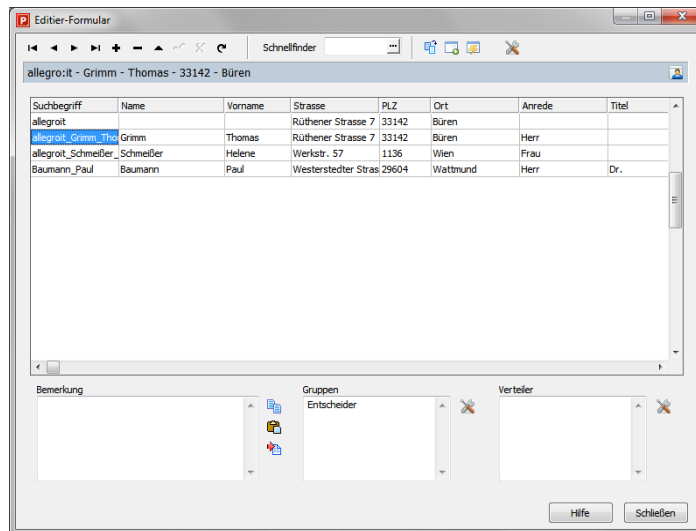 Editier-Formular
Schnellfinder
allegro:it - Grimm - Thomas - 33142 - Büren
Suchbegriff Name Vorname Strasse PLZ Ort Anrede Titel
allegroit Rüthener Strasse 7 33142 Büren
allegroit_Grimm_Tho Grimm Thomas Rüthener Strasse 7 33142 Büren Herr
allegroit_Schmeißer_ Schmeißer Helene Werkstr. 57 1136 Wien Frau
Baumann_Paul Baumann Paul Westerstedter Stras 29604 Wattmund Herr Dr.
Bemerkung Gruppen Verteiler
Entscheider
Hilfe Schließen